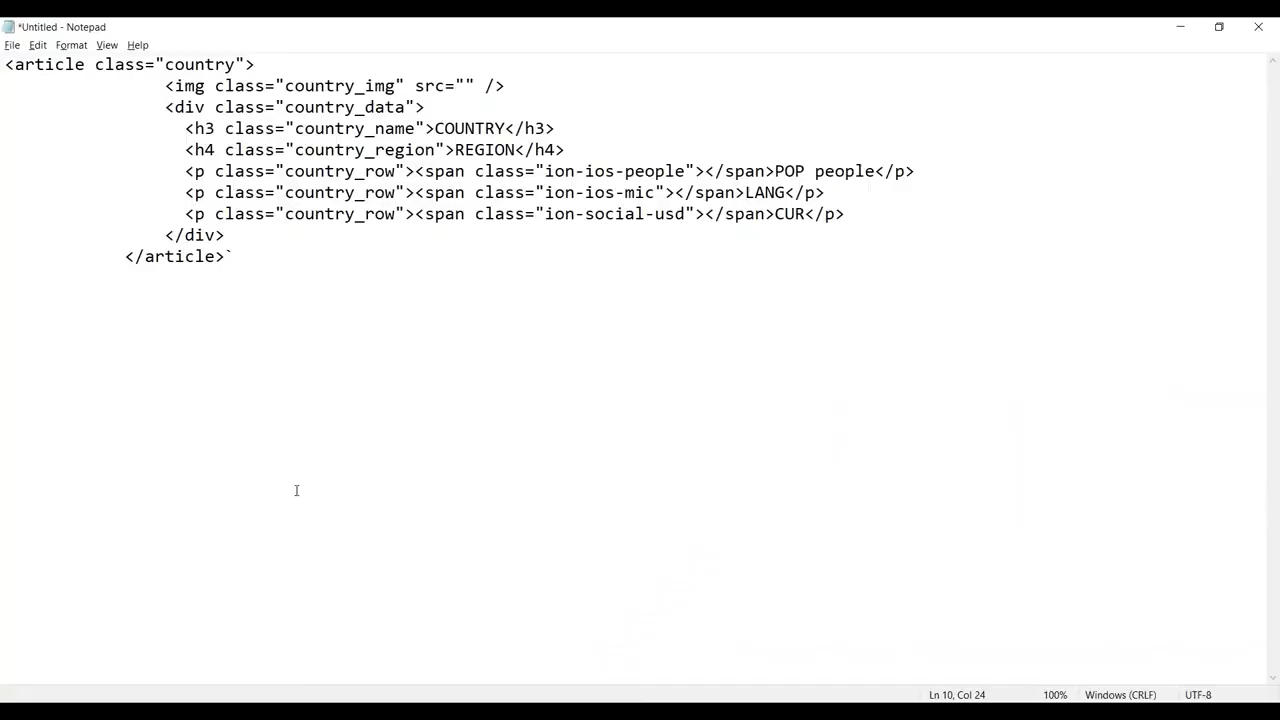 *Untitled - Notepad
File Edit Format View Help
<article class="country">
<img class="country_img" src="" />
<div class="country_data">
<h3 class="country_name">COUNTRY</h3>
<h4 class="country_region">REGION</h4>
<p class="country_row"><span class="ion-ios-people"></span>POP people</p>
<p class="country_row"><span class="ion-ios-mic"></span>LANG</p>
<p class="country_row"><span class="ion-social-usd"></span>CUR</p>
</div>
</article>`
Ln 10, Col 24 100% Windows (CRLF) UTF-8